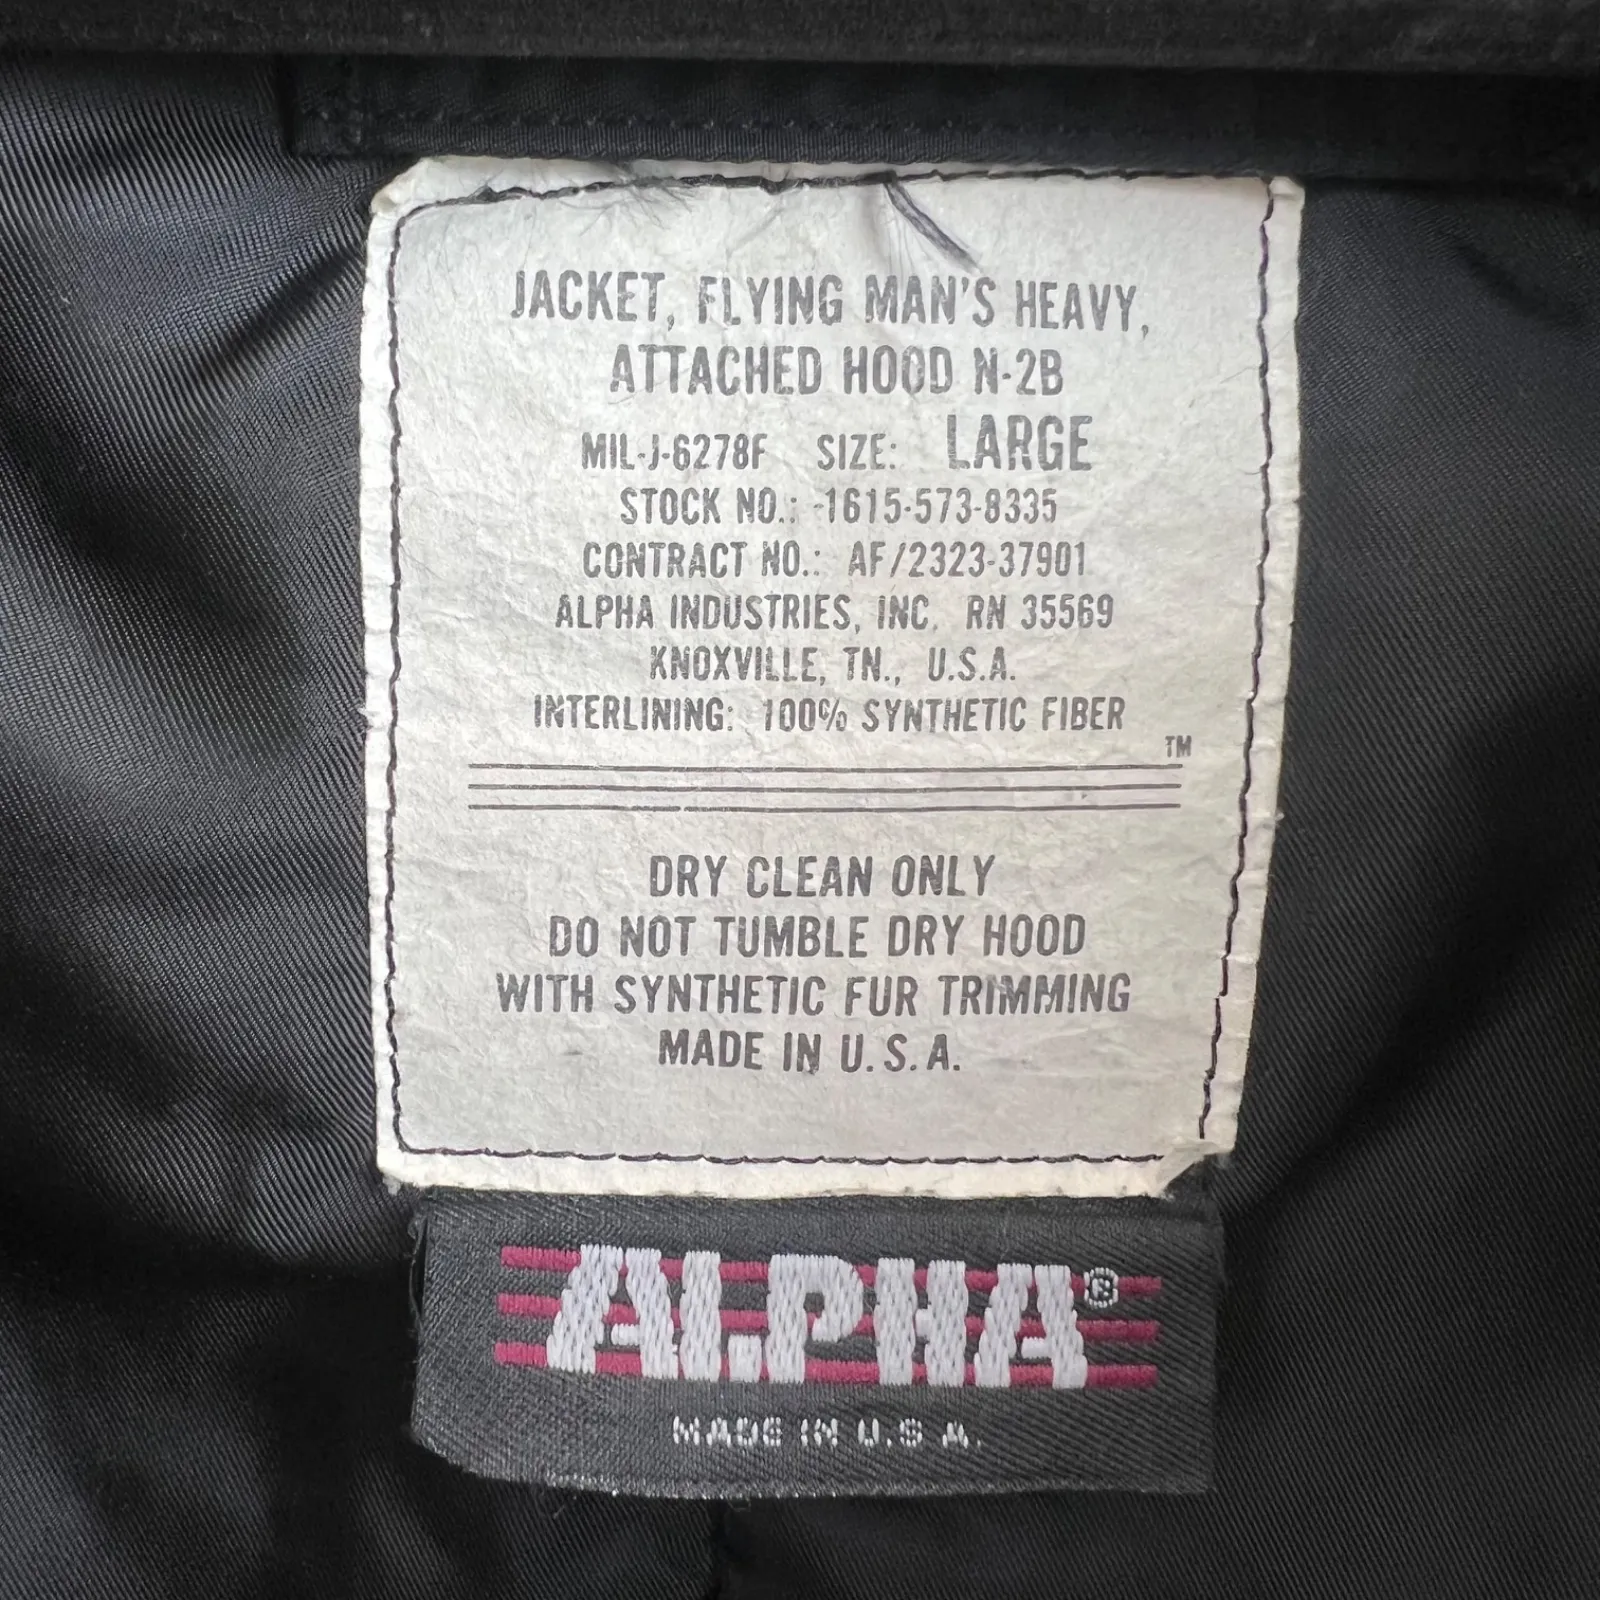 JACKET, FLYING MAN'S HEAVY,
ATTACHED HOOD N-2B
MIL-J-6278F SIZE: LARGE
STOCK NO.: -1615-573-8335
CONTRACT NO.: AF/2323-37901
ALPHA INDUSTRIES, INC. RN 35569
KNOXVILLE, TN., U.S.A.
INTERLINING: 100% SYNTHETIC FIBER
TM
DRY CLEAN ONLY
DO NOT TUMBLE DRY HOOD
WITH SYNTHETIC FUR TRIMMING
MADE IN U.S.A.
ALPHA®
MADE IN U.S.A.